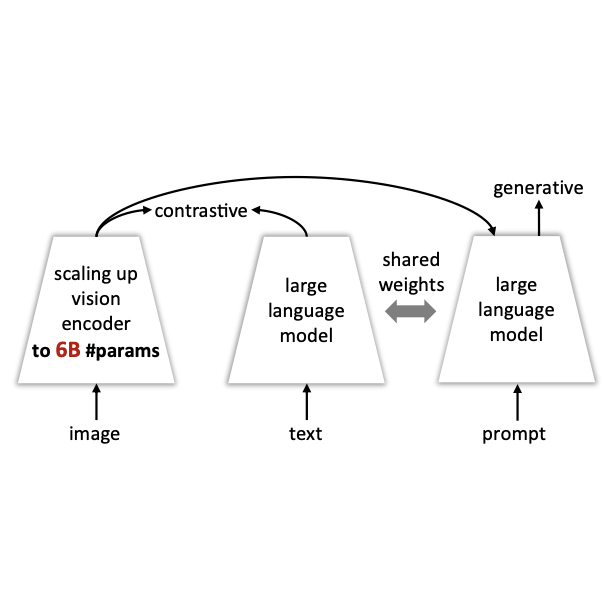 generative
contrastive
scaling up
vision
encoder
to 6B #params
large
language
model
shared
weights
large
language
model
image
text
prompt